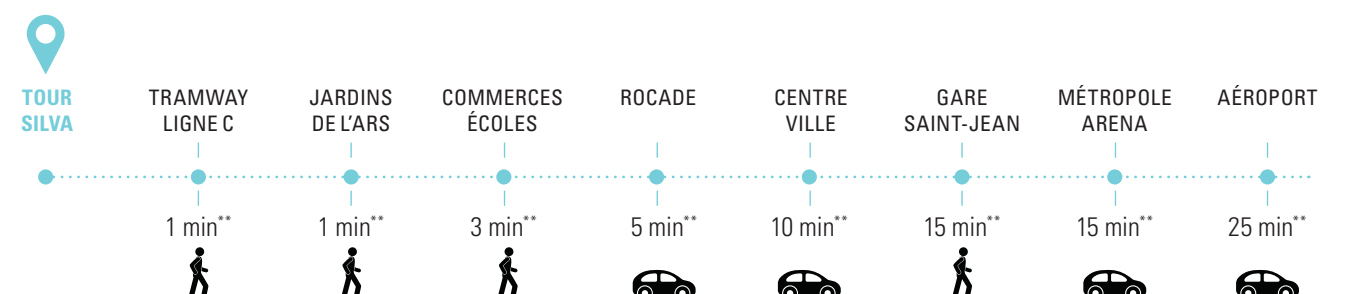 TOUR
SILVA
TRAMWAY
LIGNE C
JARDINS
DE L'ARS
COMMERCES
ÉCOLES
ROCADE
CENTRE
VILLE
GARE
SAINT-JEAN
MÉTROPOLE
ARENA
AÉROPORT
1 min**
1 min**
3 min**
5 min**
10 min**
15 min**
15 min**
25 min**